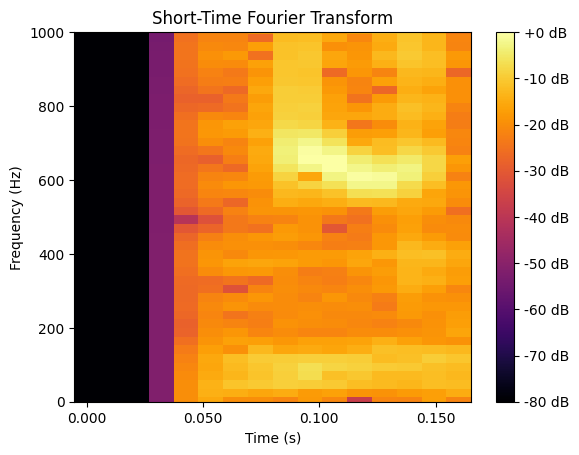 Short-Time Fourier Transform
1000
800
600
400
200
0
Frequency (Hz)
0.000
0.050
0.100
0.150
Time (s)
+0 dB
-10 dB
-20 dB
-30 dB
-40 dB
-50 dB
-60 dB
-70 dB
-80 dB